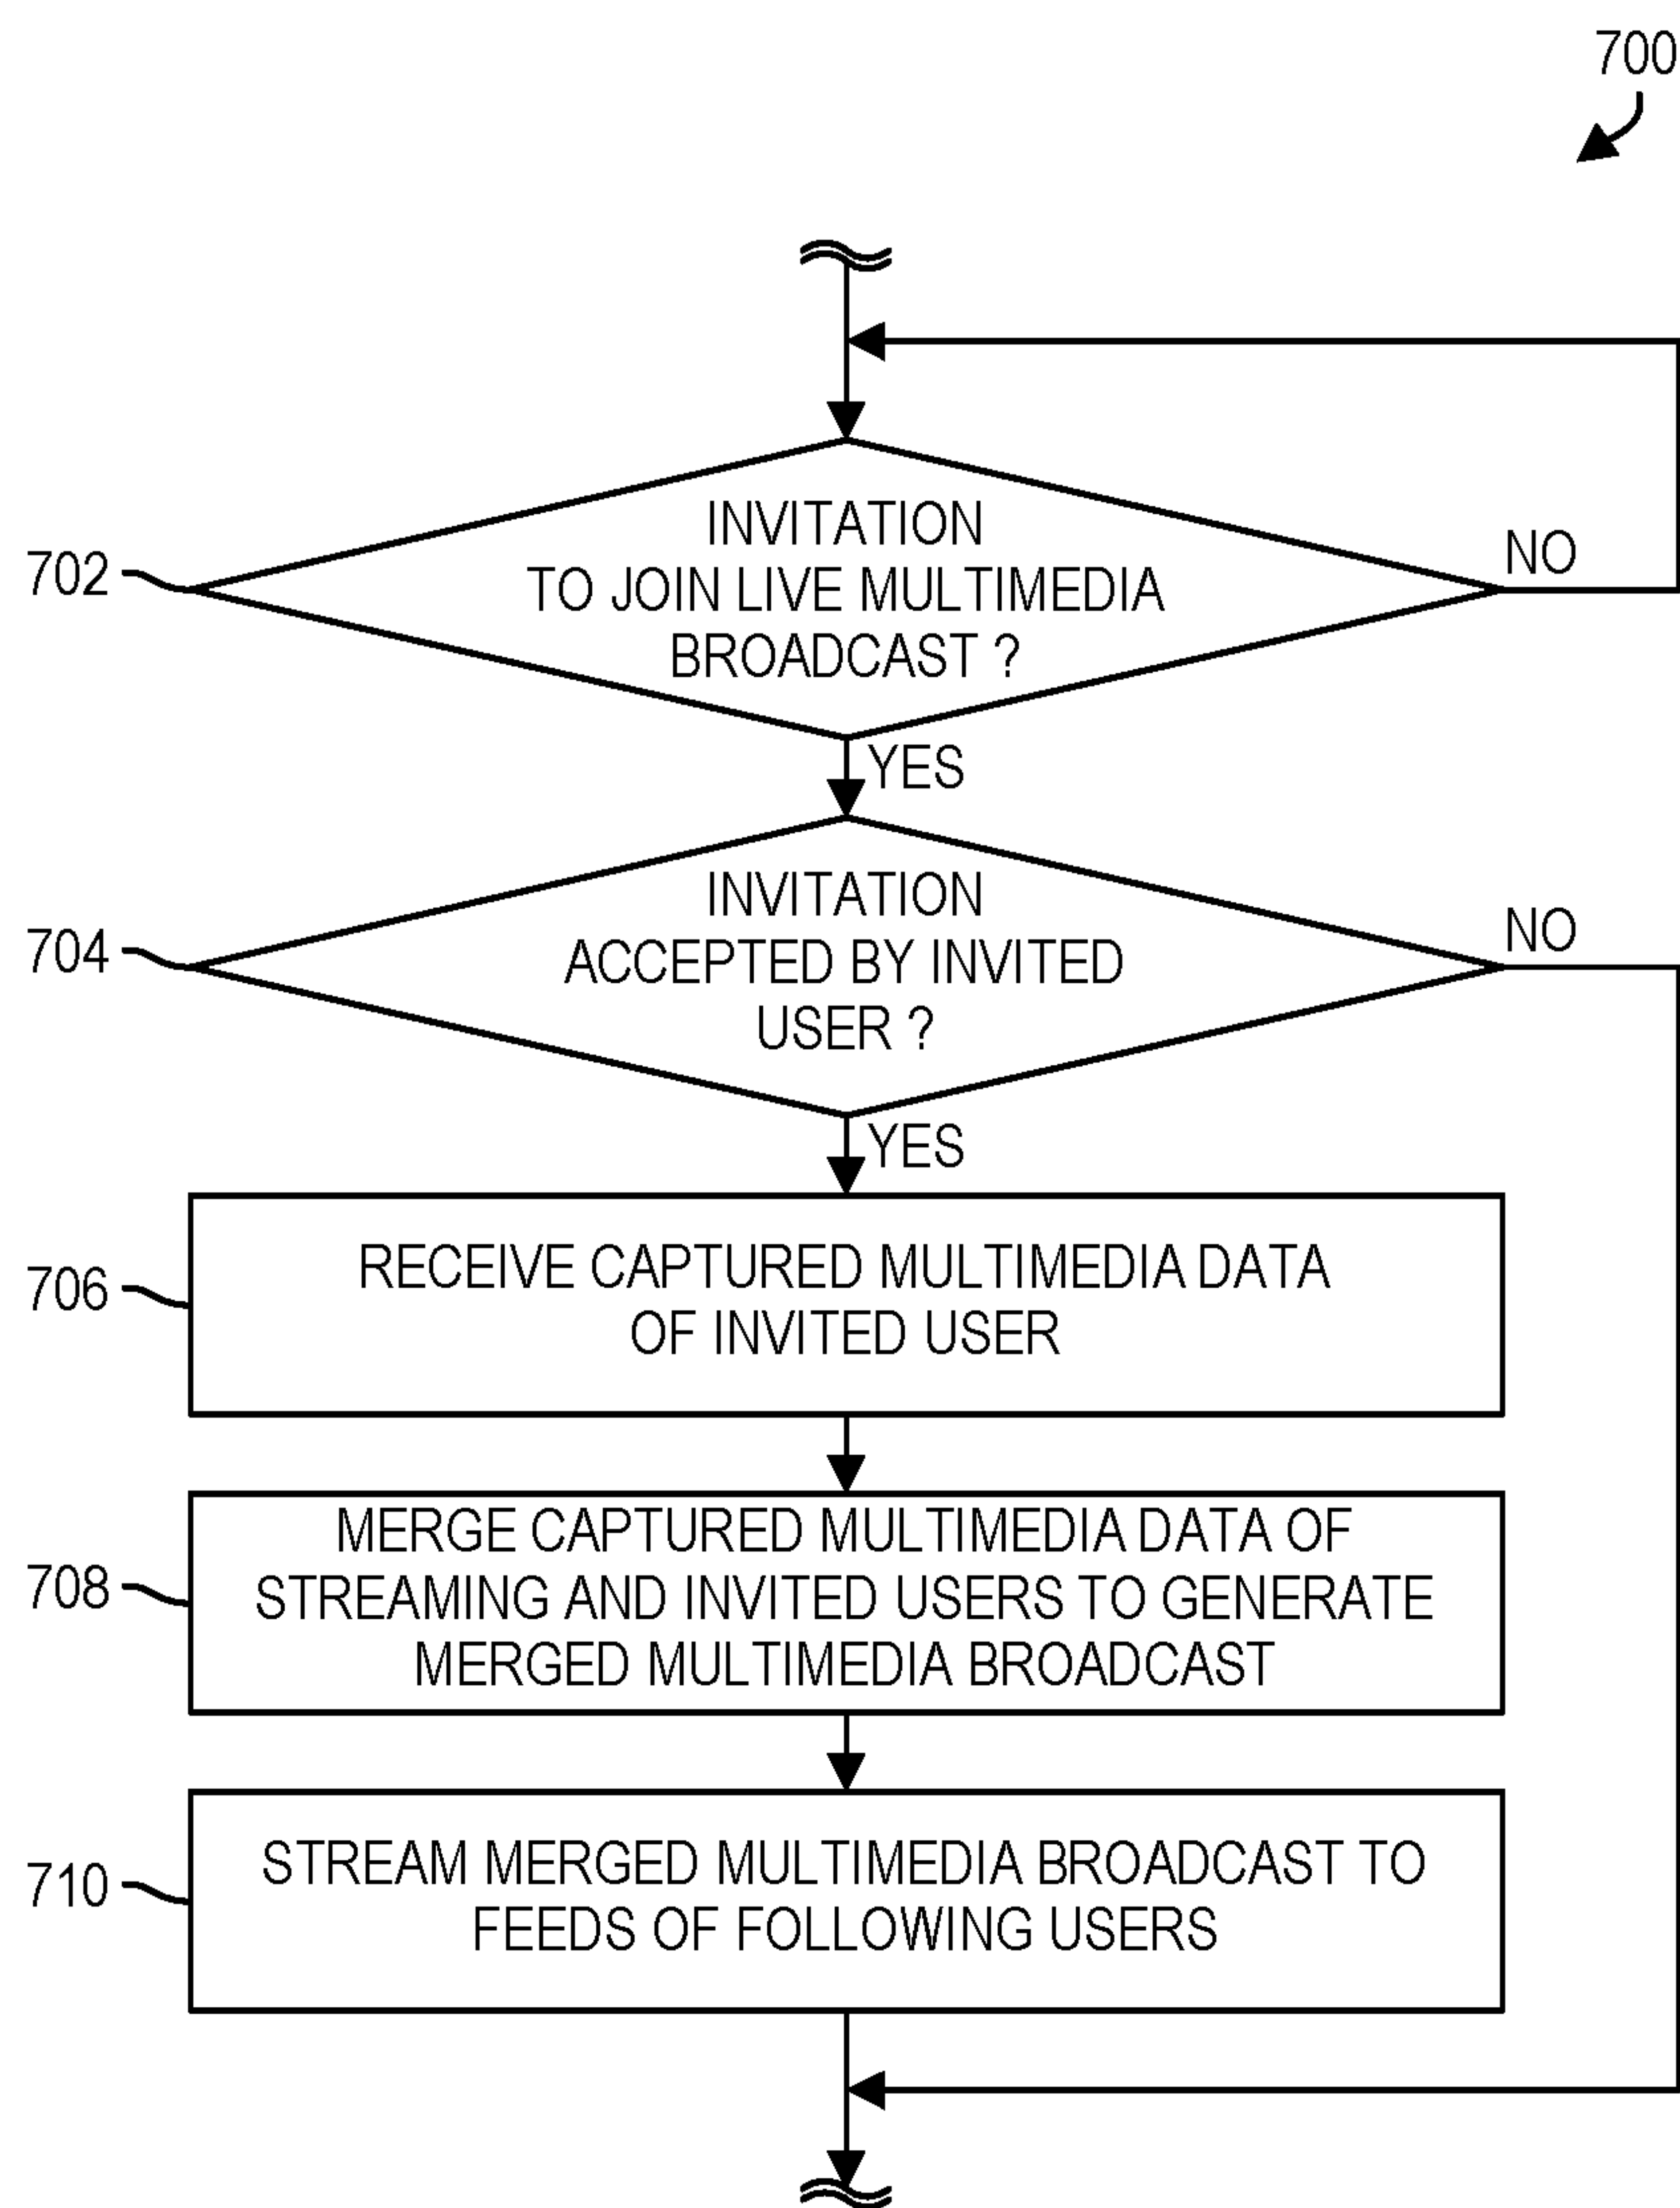 700
INVITATION
TO JOIN LIVE MULTIMEDIA
BROADCAST ?
702
NO
YES
INVITATION
ACCEPTED BY INVITED
USER ?
704
NO
YES
RECEIVE CAPTURED MULTIMEDIA DATA
OF INVITED USER
706
MERGE CAPTURED MULTIMEDIA DATA OF
STREAMING AND INVITED USERS TO GENERATE
MERGED MULTIMEDIA BROADCAST
708
STREAM MERGED MULTIMEDIA BROADCAST TO
FEEDS OF FOLLOWING USERS
710